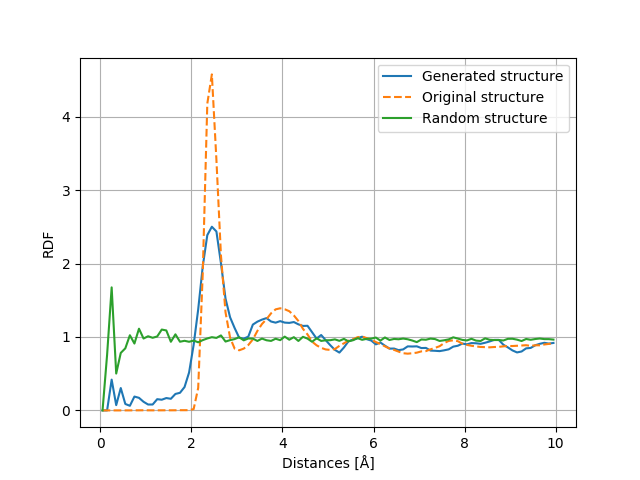 Generated structure
Original structure
Random structure
RDF
4
3
2
1
0
0 2 4 6 8 10
Distances [Å]